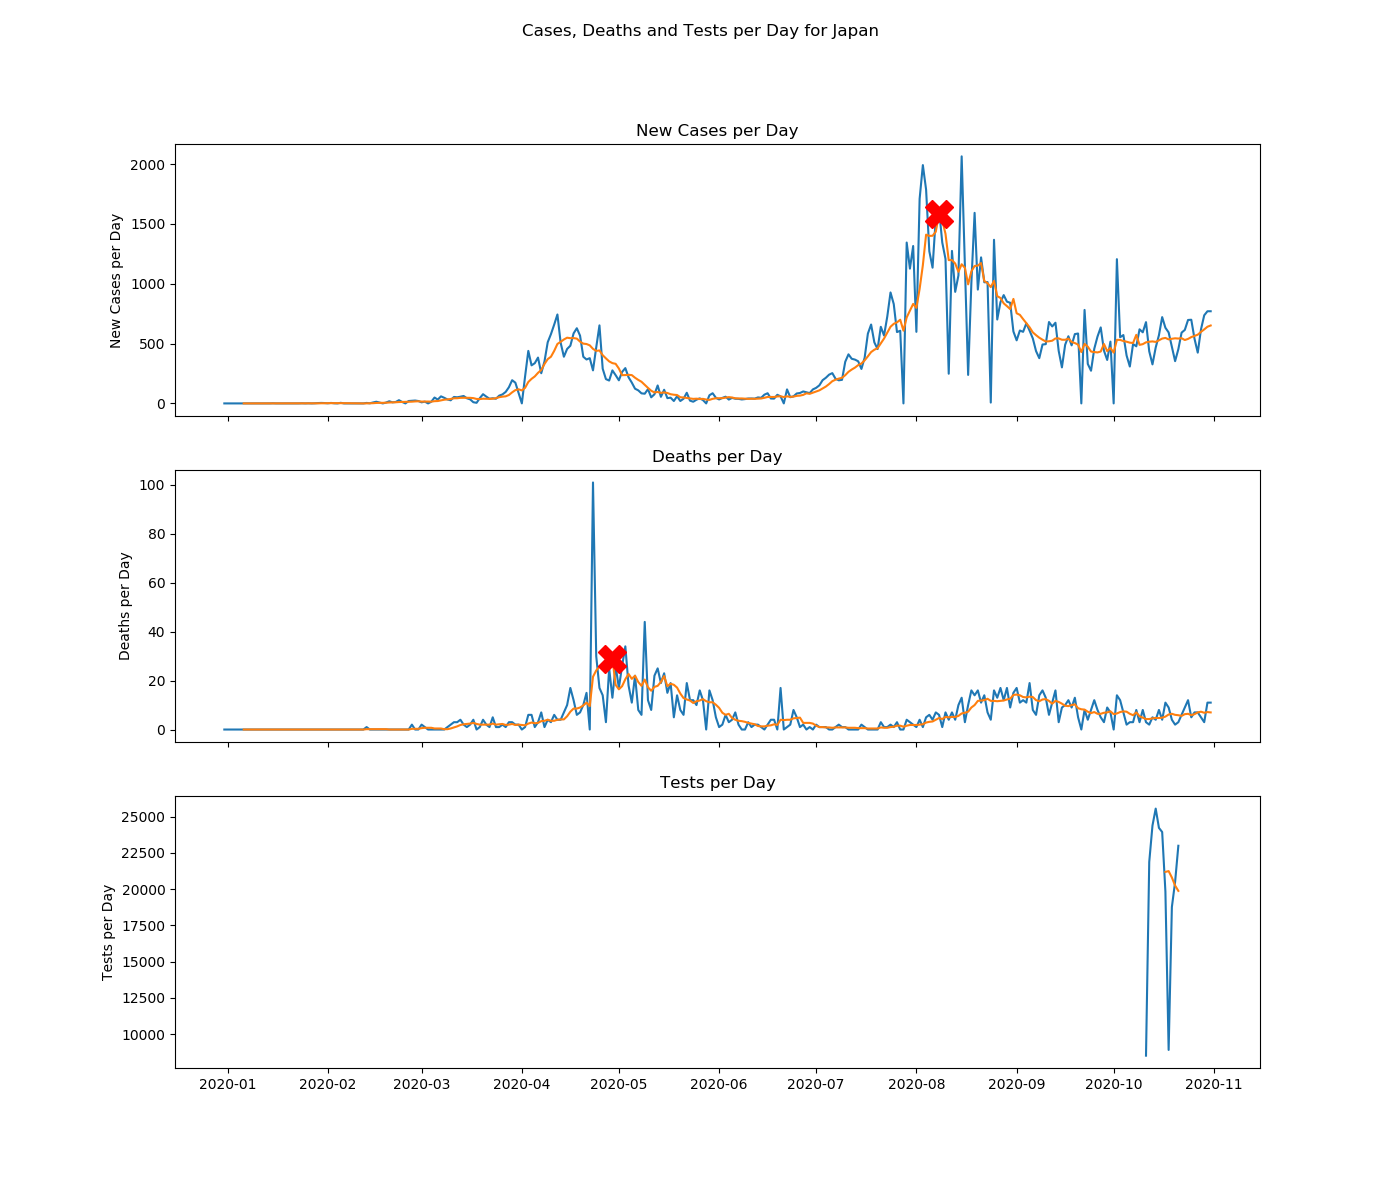 Cases, Deaths and Tests per Day for Japan
New Cases per Day
New Cases per Day
2000
1500
1000
500
0
Deaths per Day
Deaths per Day
100
80
60
40
20
0
Tests per Day
Tests per Day
25000
22500
20000
17500
15000
12500
10000
2020-01 2020-02 2020-03 2020-04 2020-05 2020-06 2020-07 2020-08 2020-09 2020-10 2020-11